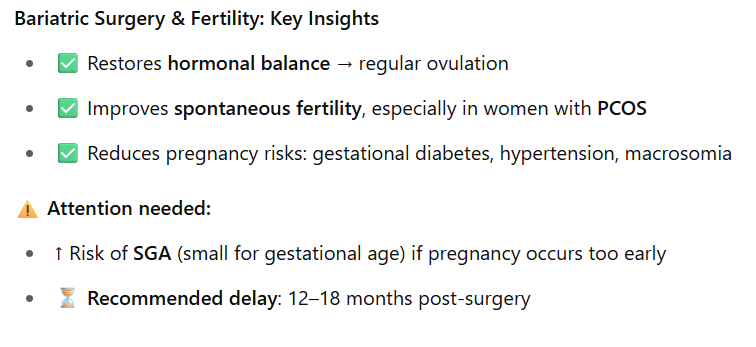 Bariatric Surgery & Fertility: Key Insights
• ✅ Restores hormonal balance → regular ovulation
• ✅ Improves spontaneous fertility, especially in women with PCOS
• ✅ Reduces pregnancy risks: gestational diabetes, hypertension, macrosomia
⚠️ Attention needed:
• ↑ Risk of SGA (small for gestational age) if pregnancy occurs too early
• ⏳ Recommended delay: 12–18 months post-surgery